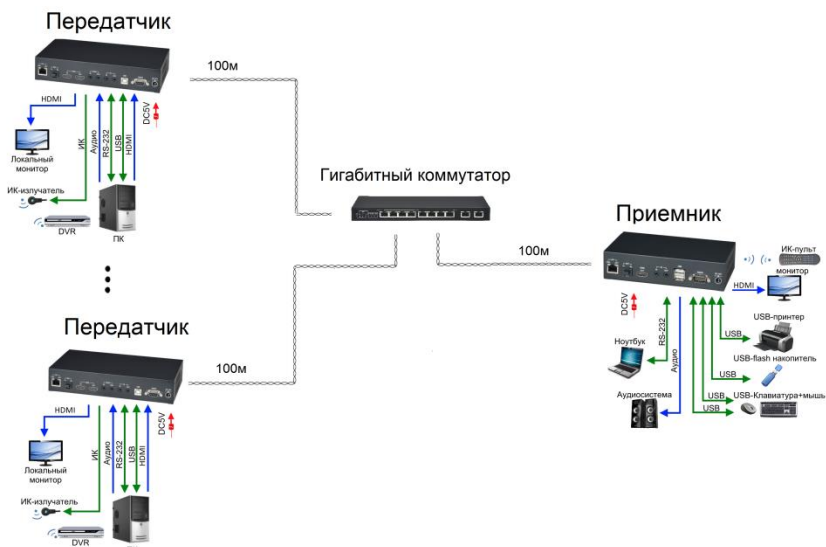 Передатчик
100м
HDMI
ИК
Аудио
RS-232
USB
HDMI
DC5V
Локальный
монитор
ИК-излучатель
DVR
ПК
Гигабитный коммутатор
Приемник
100м
ИК-пульт
монитор
HDMI
DC5V
RS-232
Аудио
USB-принтер
USB
Ноутбук
USB-flash накопитель
USB
Аудиосистема
USB-Клавиатура+мышь
USB
USB
Передатчик
100м
HDMI
ИК
Аудио
RS-232
USB
HDMI
DC5V
Локальный
монитор
ИК-излучатель
DVR